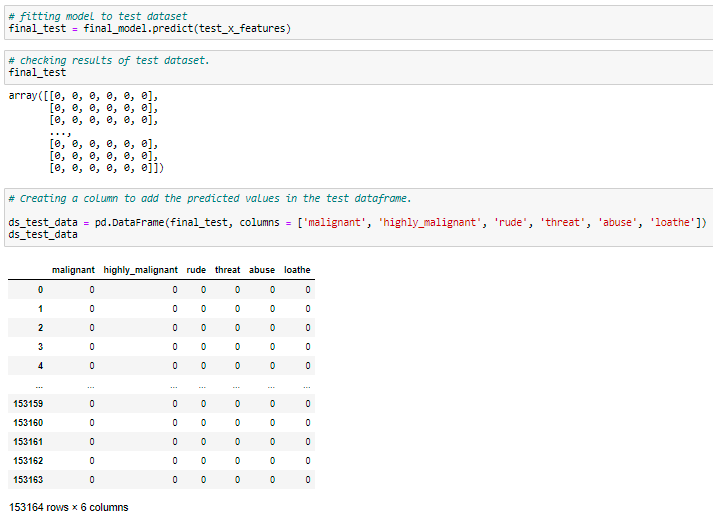 # fitting model to test dataset
final_test = final_model.predict(test_x_features)
# checking results of test dataset.
final_test
array([[0, 0, 0, 0, 0, 0],
[0, 0, 0, 0, 0, 0],
[0, 0, 0, 0, 0, 0],
...,
[0, 0, 0, 0, 0, 0],
[0, 0, 0, 0, 0, 0],
[0, 0, 0, 0, 0, 0]])
# Creating a column to add the predicted values in the test dataframe.
ds_test_data = pd.DataFrame(final_test, columns = ['malignant', 'highly_malignant', 'rude', 'threat', 'abuse', 'loathe'])
ds_test_data
malignant highly_malignant rude threat abuse loathe
0 0 0 0 0 0 0
1 0 0 0 0 0 0
2 0 0 0 0 0 0
3 0 0 0 0 0 0
4 0 0 0 0 0 0
... ... ... ... ... ... ...
153159 0 0 0 0 0 0
153160 0 0 0 0 0 0
153161 0 0 0 0 0 0
153162 0 0 0 0 0 0
153163 0 0 0 0 0 0
153164 rows × 6 columns